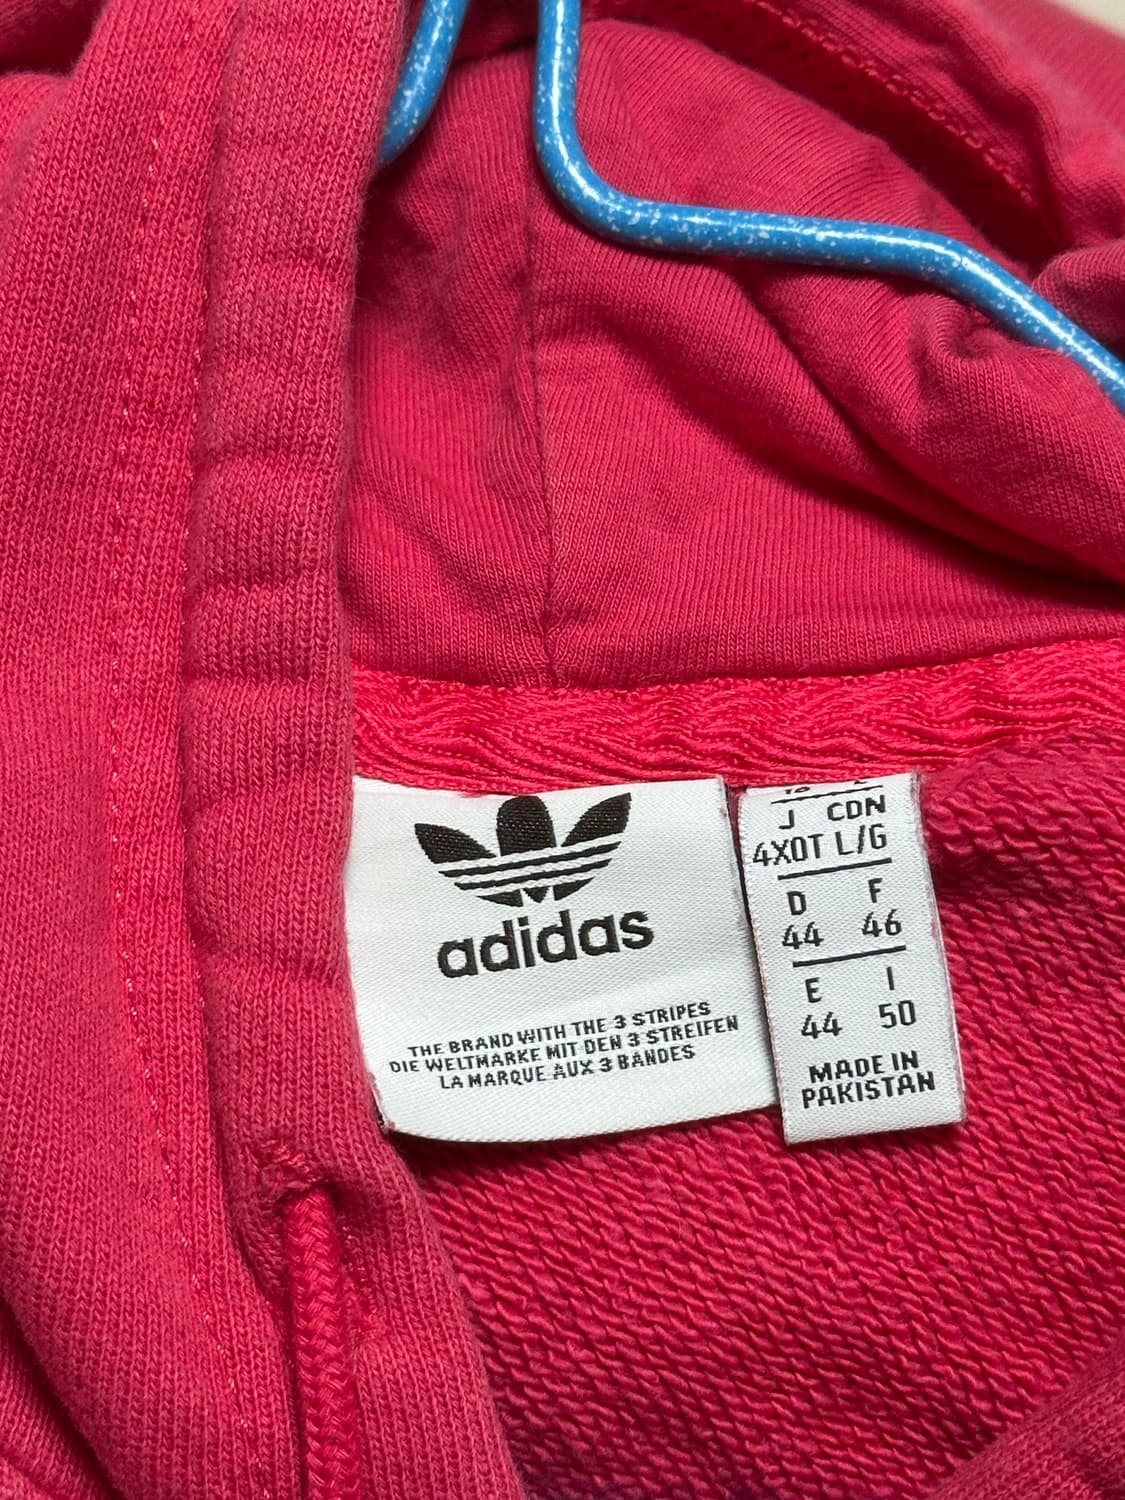 adidas
THE BRAND WITH THE 3 STRIPES
DIE WELTMARKE MIT DEN 3 STREIFEN
LA MARQUE AUX 3 BANDES
J CDN
4XOT L/G
D F
44 46
E I
44 50
MADE IN
PAKISTAN